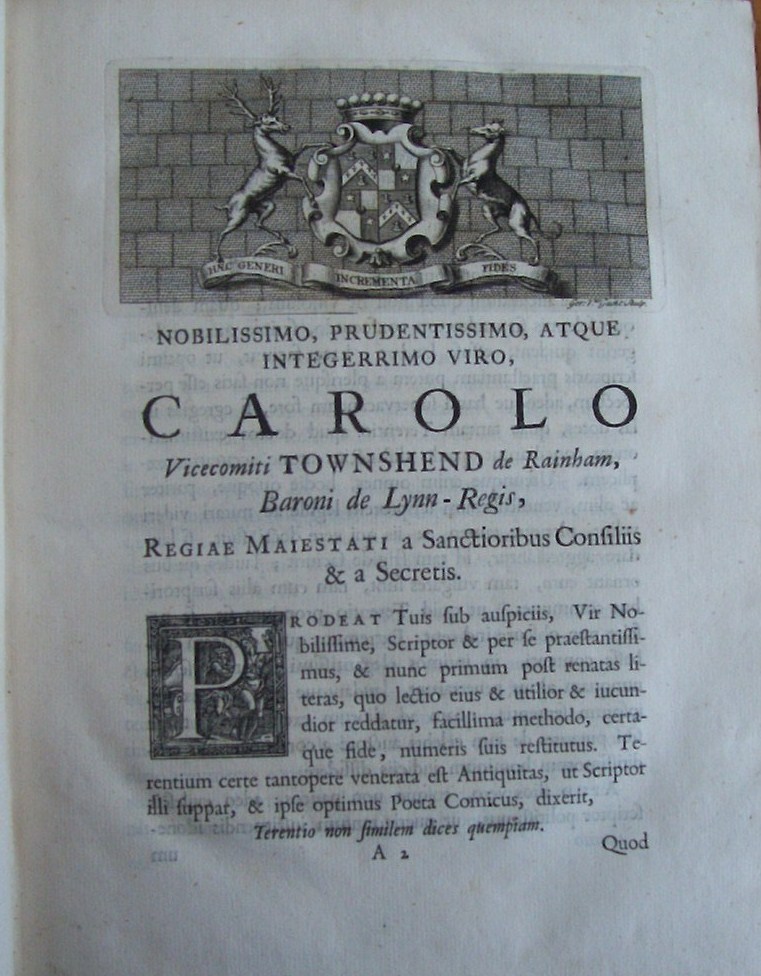 HAEC GENERI INCREMENTA FIDES
NOBILISSIMO, PRUDENTISSIMO, ATQUE
INTEGERRIMO VIRO,
CAROLO
Vicecomiti TOWNSHEND de Rainham,
Baroni de Lynn-Regis,
REGIAE MAIESTATI a Sanctioribus Consiliis
& a Secretis.
PRODEAT Tuis sub auspiciis, Vir No-
bilissime, Scriptor & per se praestantissi-
mus, & nunc primum post renatas li-
teras, quo lectio eius & utilior & iucun-
dior reddatur, facillima methodo, certa-
que fide, numeris suis restitutus. Te-
rentium certe tantopere venerata est Antiquitas, ut Scriptor
illi suppar, & ipse optimus Poeta Comicus, dixerit,
Terentio non similem dices quempiam.
A 2
Quod